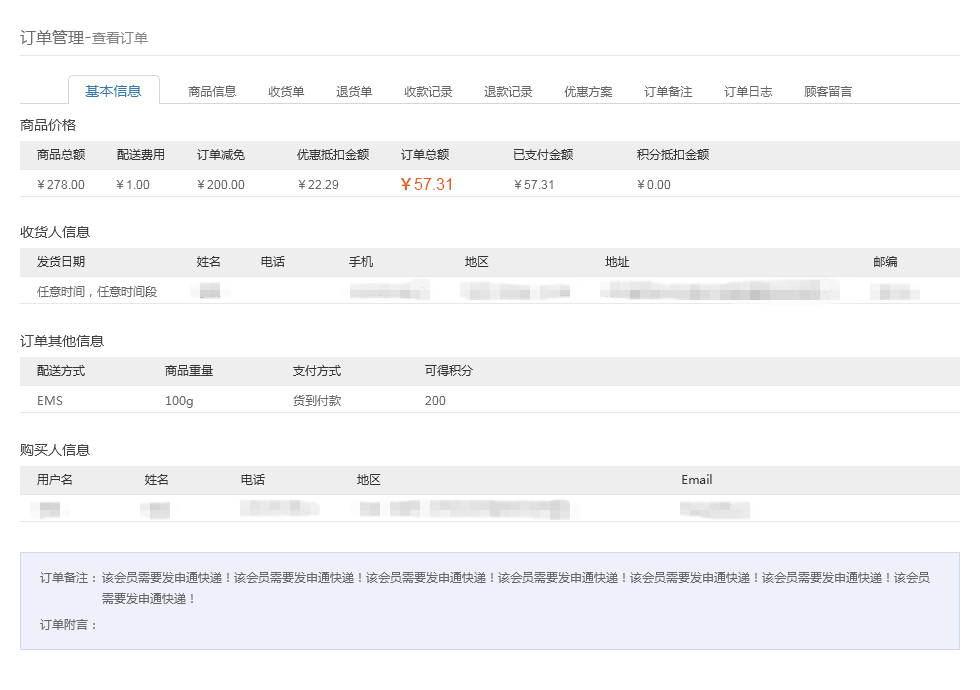 订单管理-查看订单
基本信息 商品信息 收货单 退货单 收款记录 退款记录 优惠方案 订单备注 订单日志 顾客留言
商品价格
商品总额 配送费用 订单减免 优惠抵扣金额 订单总额 已支付金额 积分抵扣金额
￥278.00 ￥1.00 ￥200.00 ￥22.29 ￥57.31 ￥57.31 ￥0.00
收货人信息
发货日期 姓名 电话 手机 地区 地址 邮编
任意时间，任意时间段
订单其他信息
配送方式 商品重量 支付方式 可得积分
EMS 100g 货到付款 200
购买人信息
用户名 姓名 电话 地区 Email
订单备注：该会员需要发申通快递！该会员需要发申通快递！该会员需要发申通快递！该会员需要发申通快递！该会员需要发申通快递！该会员需要发申通快递！该会员
需要发申通快递！
订单附言：